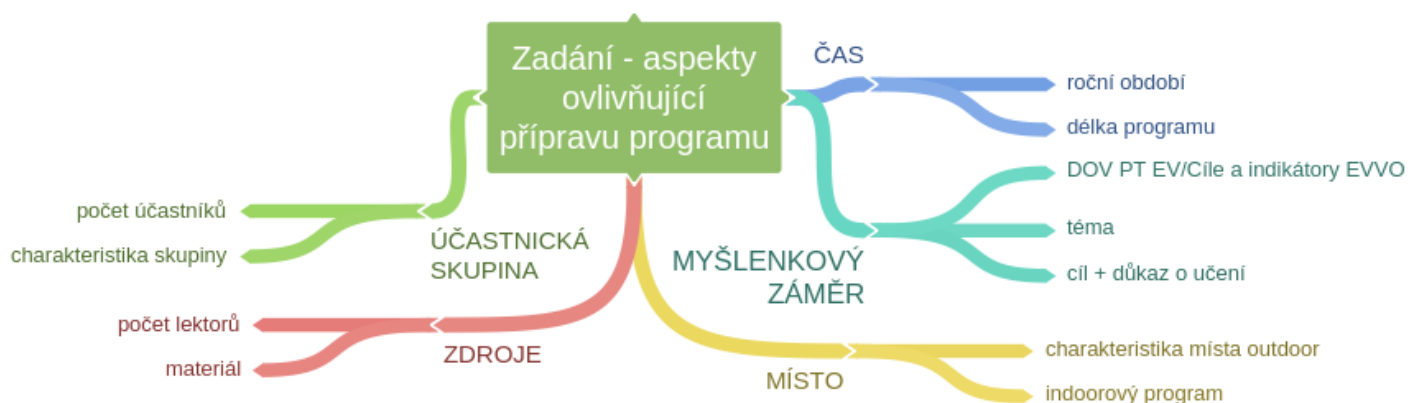 Zadání - aspekty
ovlivňující
přípravu programu
ČAS
roční období
délka programu
MYŠLENKOVÝ
ZÁMĚR
DOV PT EV/Cíle a indikátory EVVO
téma
cíl + důkaz o učení
MÍSTO
charakteristika místa outdoor
indoorový program
ZDROJE
počet lektorů
materiál
ÚČASTNICKÁ
SKUPINA
počet účastníků
charakteristika skupiny